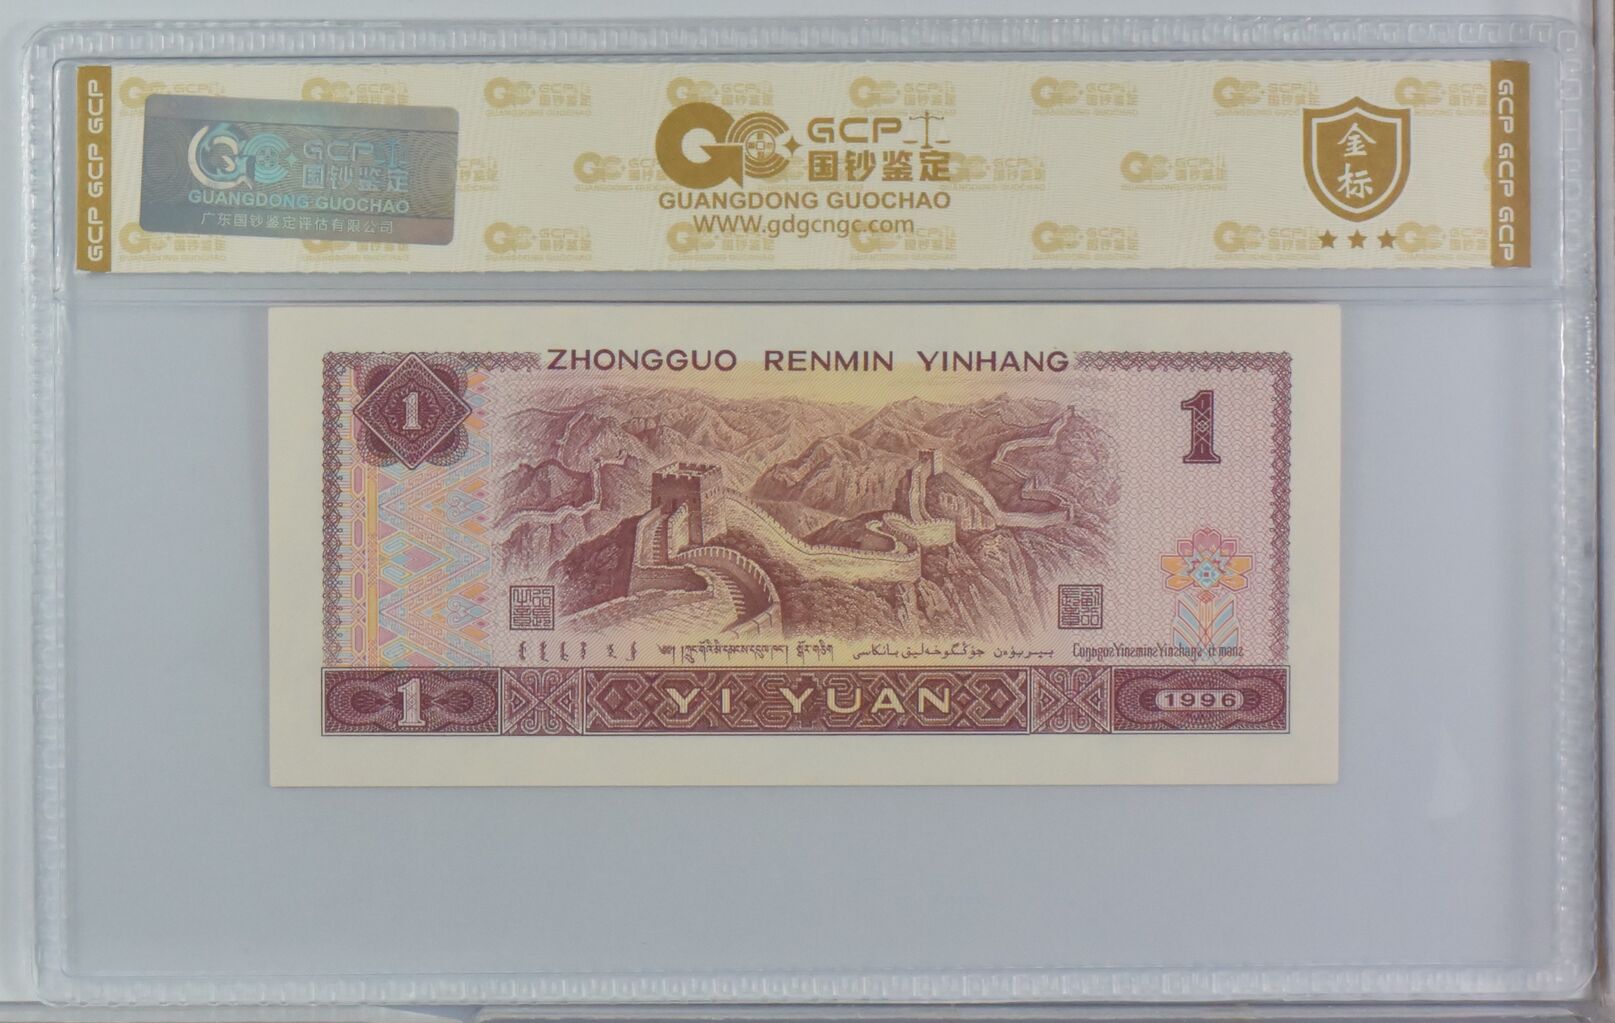 GCP GCP GCP
GCP
国钞鉴定
GUANGDONG GUOCHAO
广东国钞鉴定评估有限公司
GCP
国钞鉴定
GUANGDONG GUOCHAO
WWW.gdgcngc.com
金标
GCP GCP GCP
ZHONGGUO RENMIN YINHANG
1
1
1
YI YUAN
1996